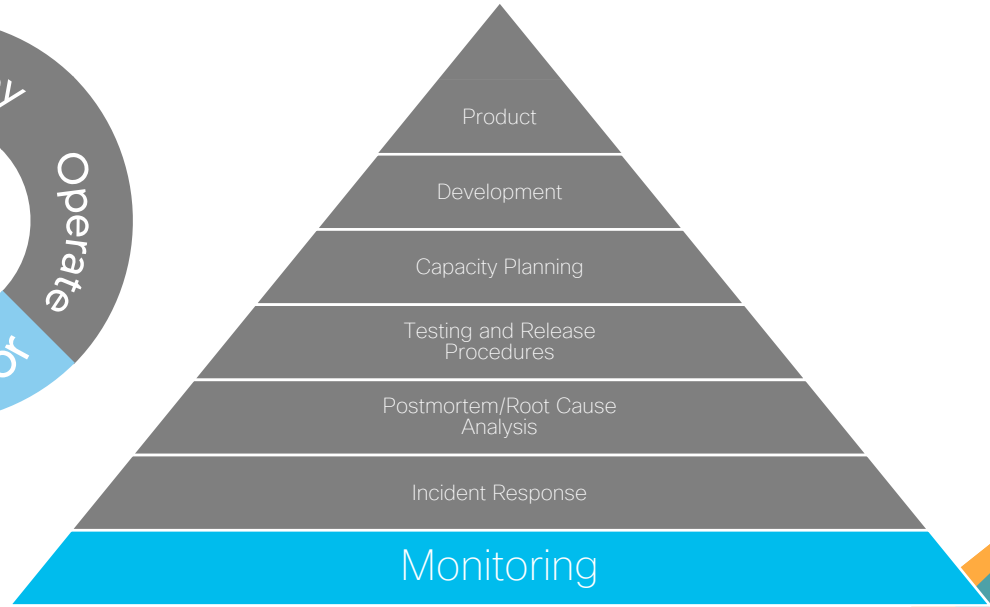 Operate
Product
Development
Capacity Planning
Testing and Release
Procedures
Postmortem/Root Cause
Analysis
Incident Response
Monitoring